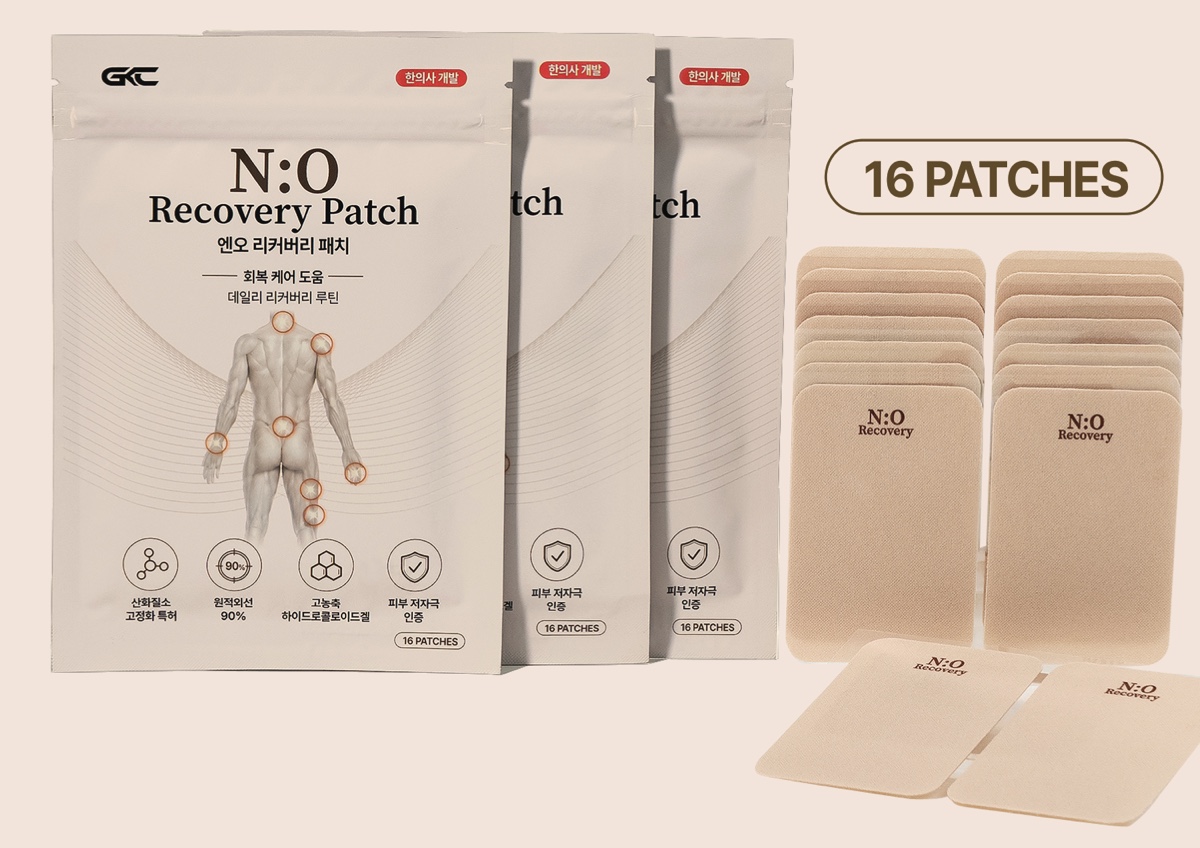 GKC
한의사 개발
한의사 개발
한의사 개발
N:O
Recovery Patch
엔오 리커버리 패치
회복 케어 도움
데일리 리커버리 루틴
90%
산화질소
고정화 특허
원적외선
90%
고농축
하이드로콜로이드겔
피부 저자극
인증
16 PATCHES
tch
겔
피부 저자극
인증
16 PATCHES
tch
피부 저자극
인증
16 PATCHES
16 PATCHES
N:O
Recovery
N:O
Recovery
N:O
Recovery
N:O
Recovery